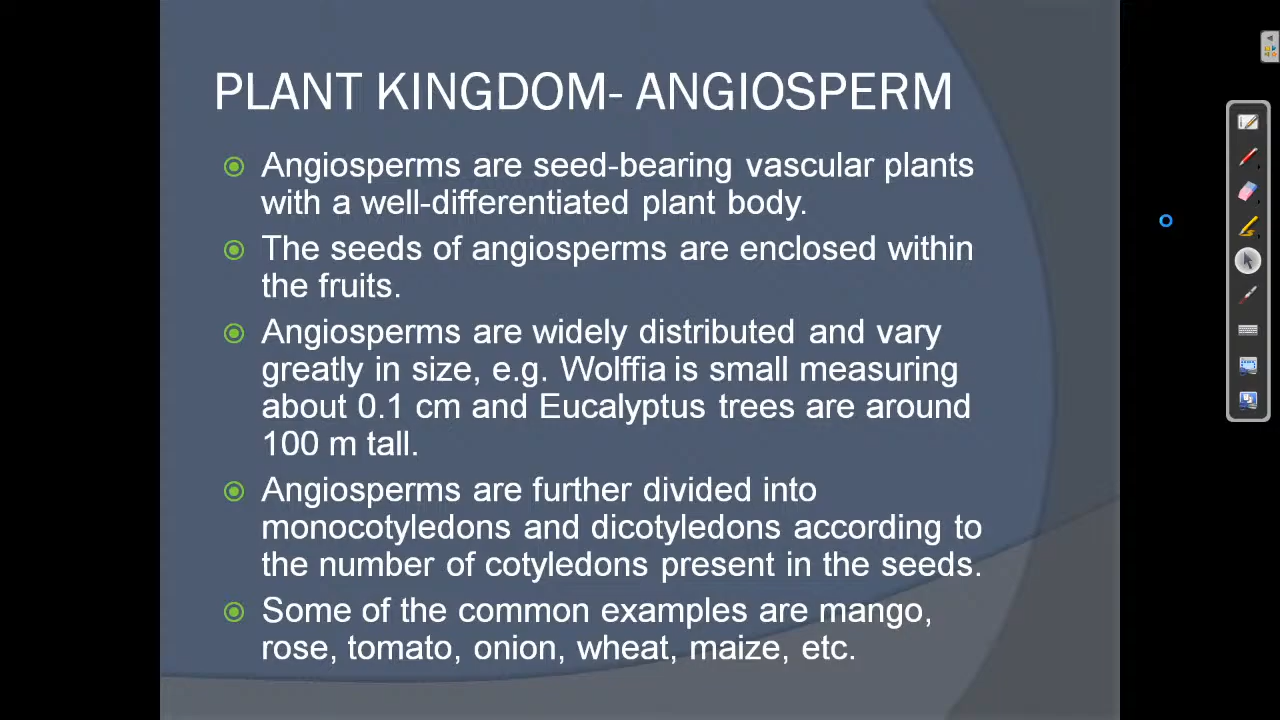 PLANT KINGDOM- ANGIOSPERM
Angiosperms are seed-bearing vascular plants
with a well-differentiated plant body.
The seeds of angiosperms are enclosed within
the fruits.
Angiosperms are widely distributed and vary
greatly in size, e.g. Wolffia is small measuring
about 0.1 cm and Eucalyptus trees are around
100 m tall.
Angiosperms are further divided into
monocotyledons and dicotyledons according to
the number of cotyledons present in the seeds.
Some of the common examples are mango,
rose, tomato, onion, wheat, maize, etc.